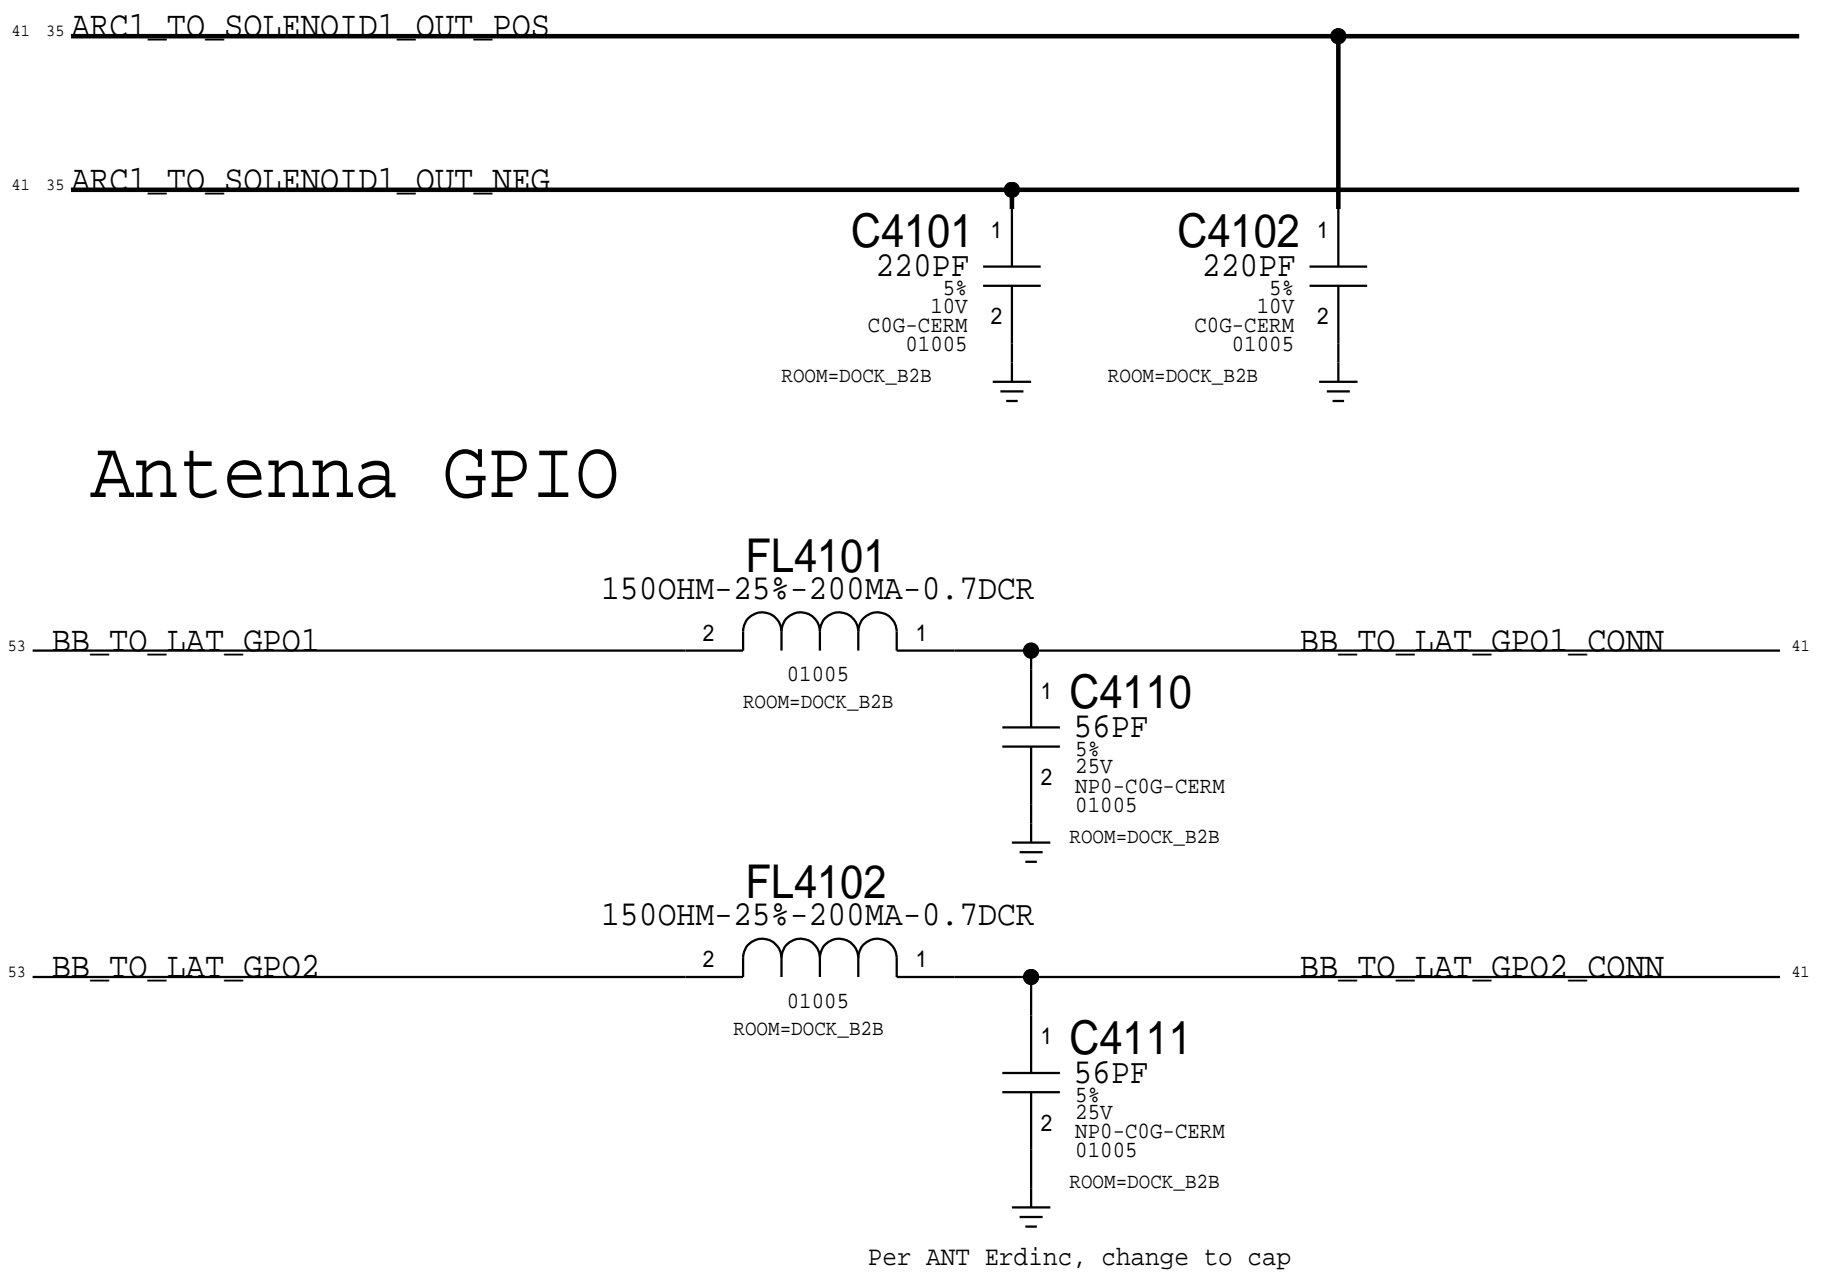 41 35 ARC1_TO_SOLENOID1_OUT_POS
41 35 ARC1_TO_SOLENOID1_OUT_NEG
C4101 1
220PF
5%
10V
2
C0G-CERM
01005
ROOM=DOCK_B2B
C4102 1
220PF
5%
10V
2
C0G-CERM
01005
ROOM=DOCK_B2B
Antenna GPIO
FL4101
150OHM-25%-200MA-0.7DCR
53 BB_TO_LAT_GPO1 2 1 BB_TO_LAT_GPO1_CONN 41
01005
ROOM=DOCK_B2B
1 C4110
56PF
5%
25V
2
NP0-C0G-CERM
01005
ROOM=DOCK_B2B
FL4102
150OHM-25%-200MA-0.7DCR
53 BB_TO_LAT_GPO2 2 1 BB_TO_LAT_GPO2_CONN 41
01005
ROOM=DOCK_B2B
1 C4111
56PF
5%
25V
2
NP0-C0G-CERM
01005
ROOM=DOCK_B2B
Per ANT Erdinc, change to cap